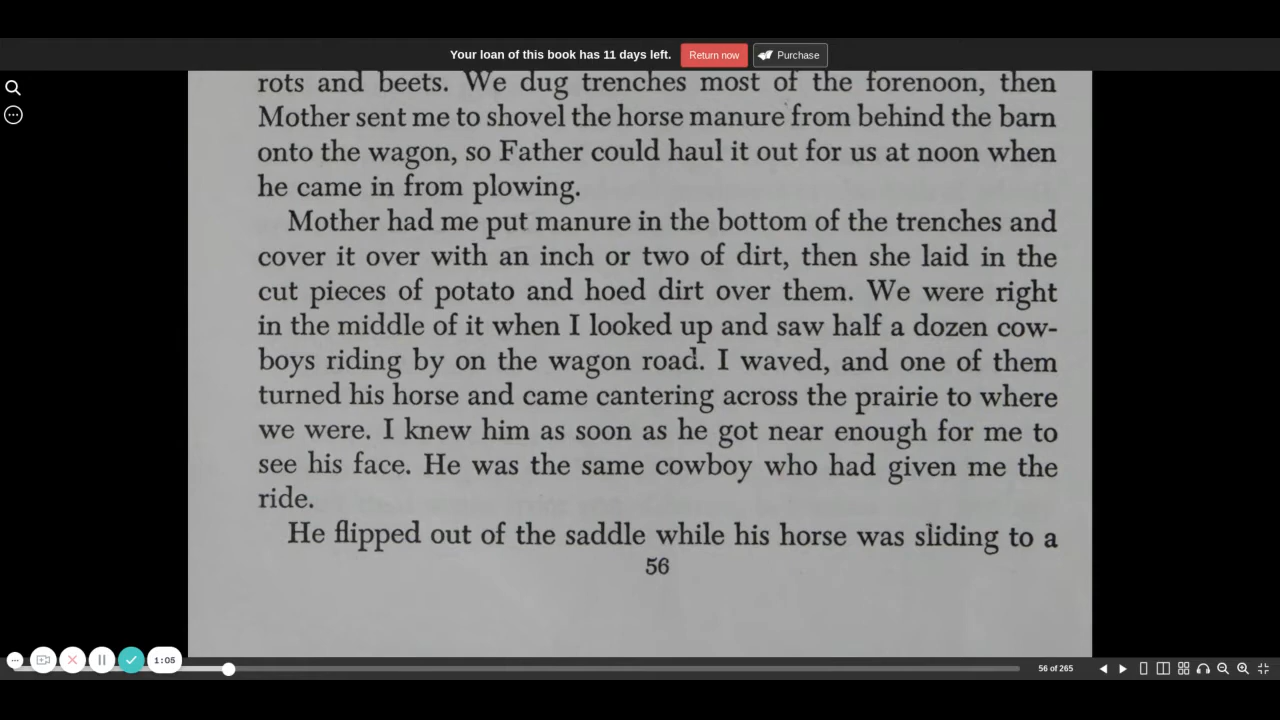 Your loan of this book has 11 days left. Return now Purchase
rots and beets. We dug trenches most of the forenoon, then
Mother sent me to shovel the horse manure from behind the barn
onto the wagon, so Father could haul it out for us at noon when
he came in from plowing.
Mother had me put manure in the bottom of the trenches and
cover it over with an inch or two of dirt, then she laid in the
cut pieces of potato and hoed dirt over them. We were right
in the middle of it when I looked up and saw half a dozen cow-
boys riding by on the wagon road. I waved, and one of them
turned his horse and came cantering across the prairie to where
we were. I knew him as soon as he got near enough for me to
see his face. He was the same cowboy who had given me the
ride.
He flipped out of the saddle while his horse was sliding to a
56
1:05
56 of 265